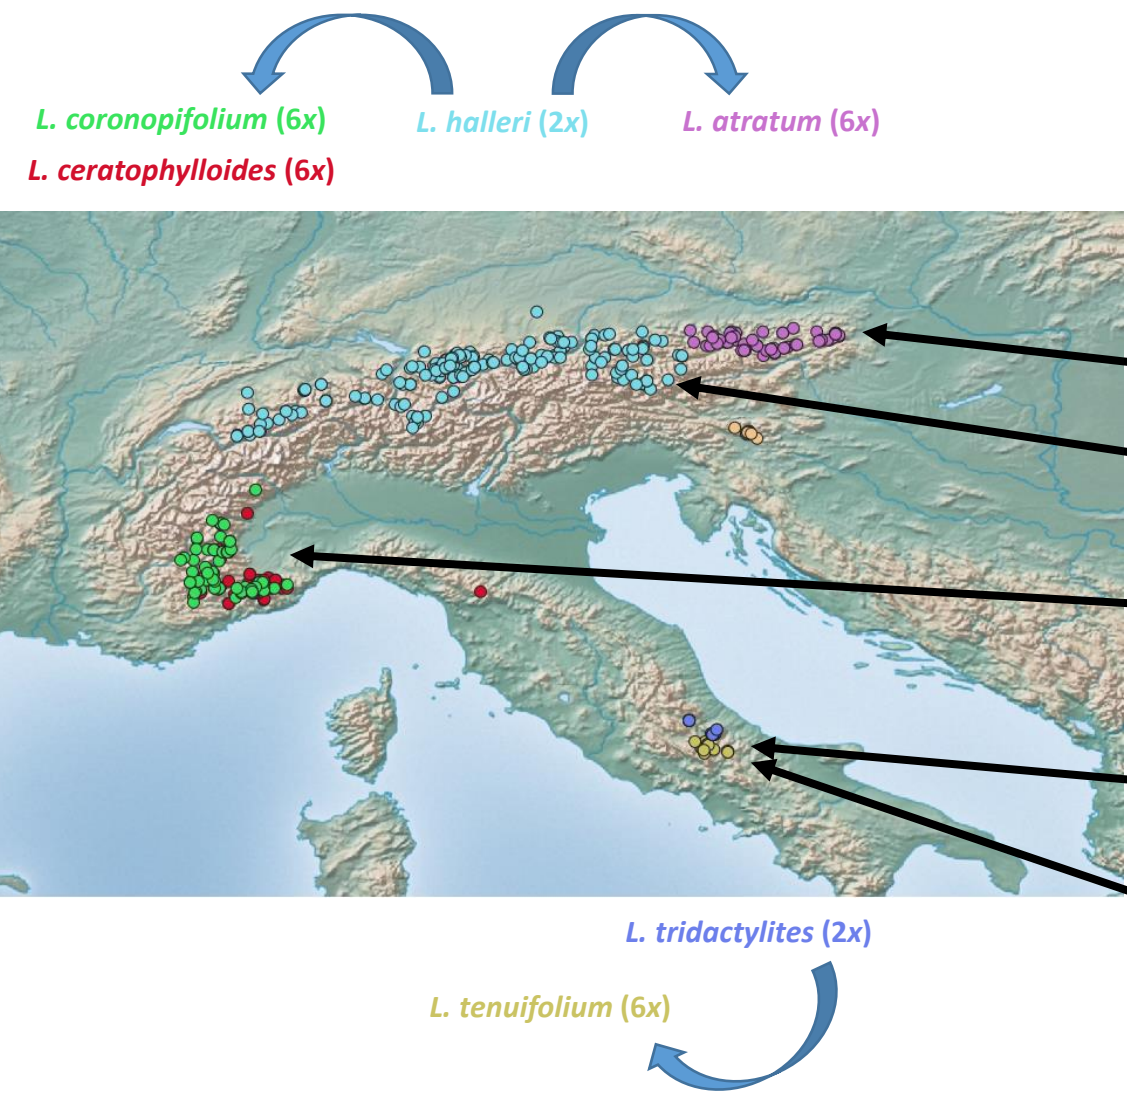 L. coronopifolium (6x) L. halleri (2x) L. atratum (6x)
L. ceratophylloides (6x)
L. tridactylites (2x)
L. tenuifolium (6x)